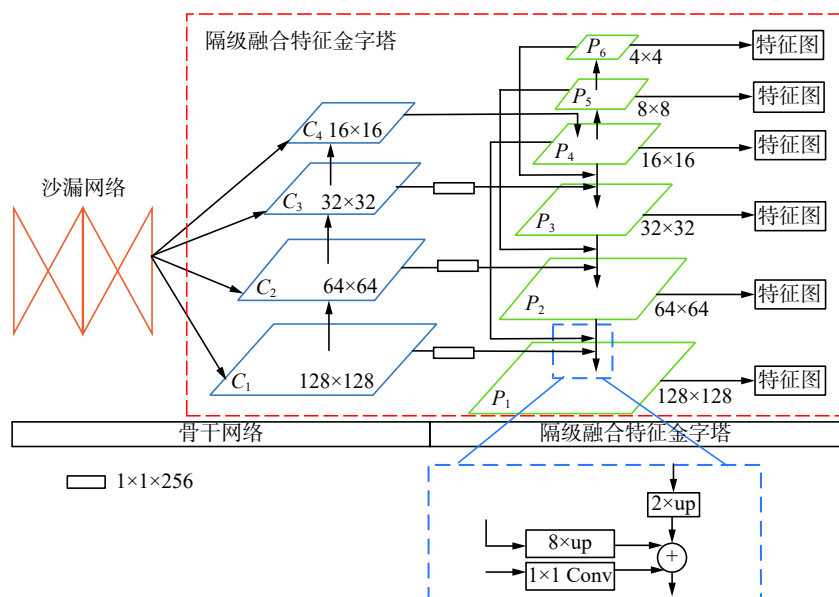 隔级融合特征金字塔
P6
4×4
特征图
P5
8×8
特征图
C4 16×16
P4
16×16
特征图
沙漏网络
C3 32×32
P3
32×32
特征图
C2 64×64
P2
64×64
特征图
C1 128×128
P1
128×128
特征图
骨干网络
隔级融合特征金字塔
1×1×256
2×up
8×up
+
1×1 Conv